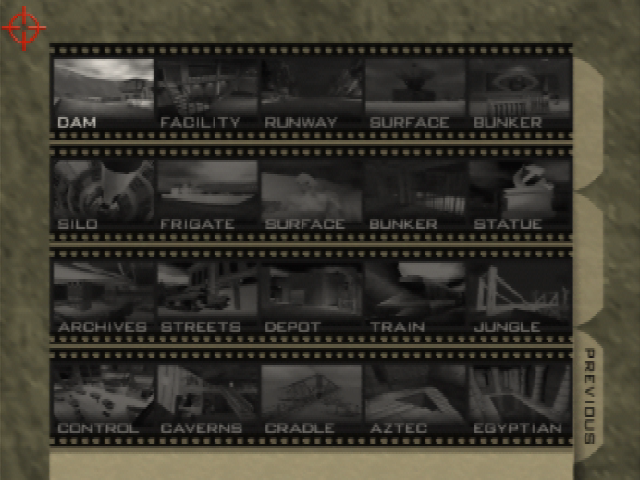 DAM FACILITY RUNWAY SURFACE BUNKER
SILO FRIGATE SURFACE BUNKER STATUE
ARCHIVES STREETS DEPOT TRAIN JUNGLE
CONTROL CAVERNS CRADLE AZTEC EGYPTIAN
PREVIOUS